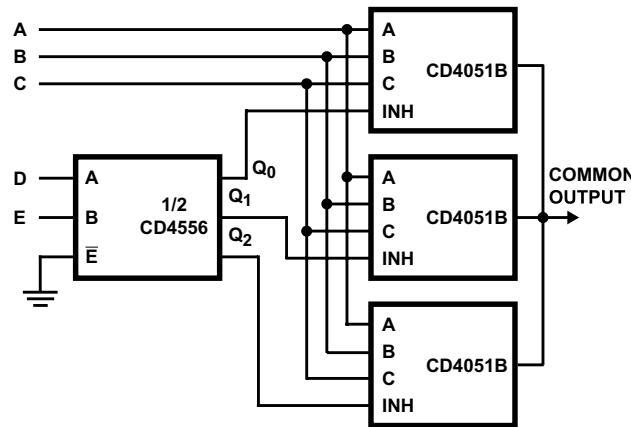 A
B
C
A
B
C
INH
CD4051B
D
E
A
B
E̅
1/2
CD4556
Q0
Q1
Q2
A
B
C
INH
CD4051B
COMMON
OUTPUT
A
B
C
INH
CD4051B